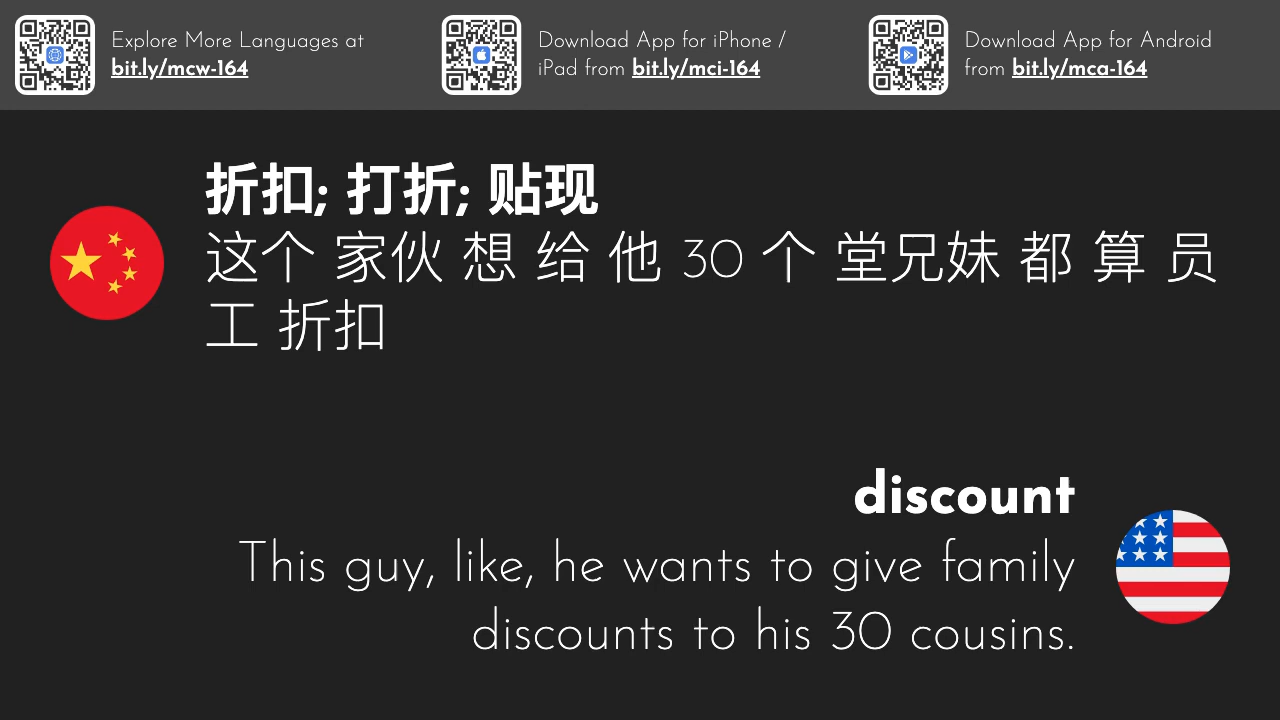 Explore More Languages at
bit.ly/mcw-164
Download App for iPhone /
iPad from bit.ly/mci-164
Download App for Android
from bit.ly/mca-164
折扣; 打折; 贴现
这个 家伙 想 给 他 30 个 堂兄妹 都 算 员
工 折扣
discount
This guy, like, he wants to give family
discounts to his 30 cousins.